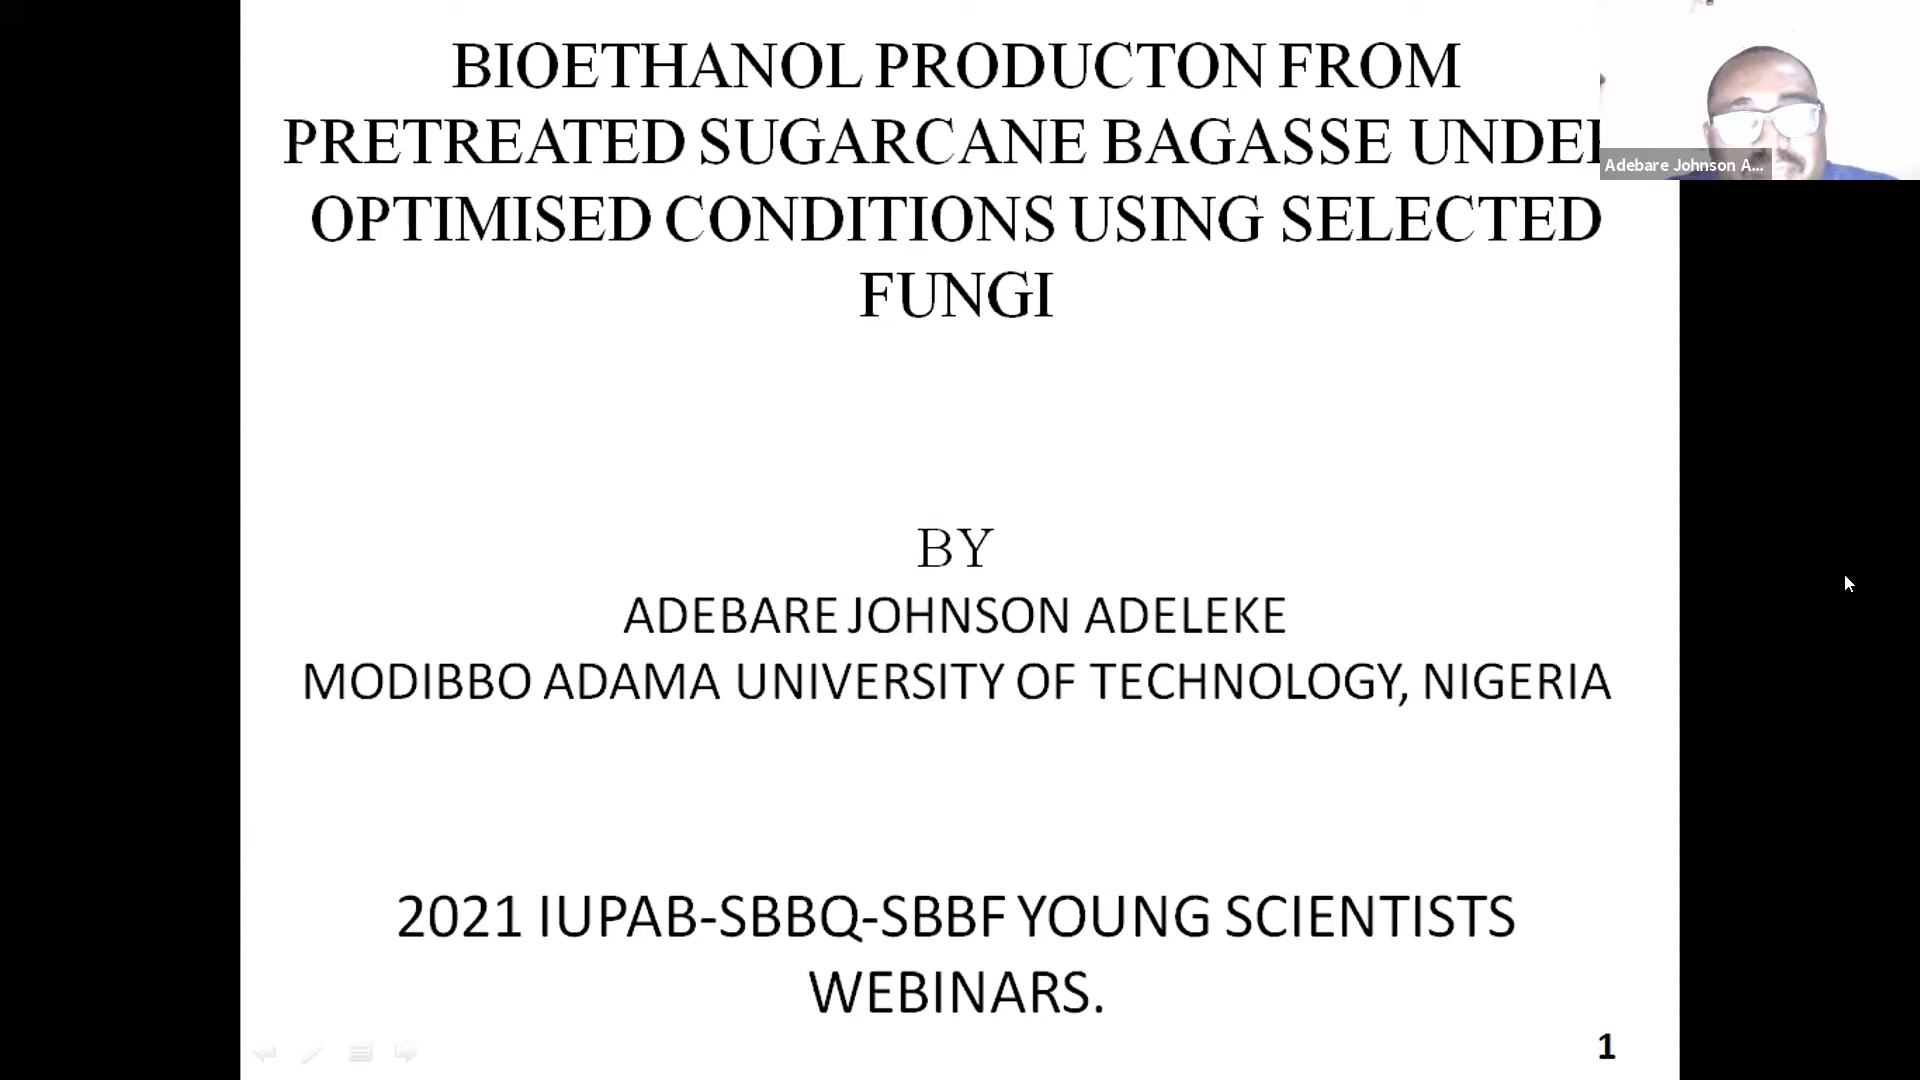 BIOETHANOL PRODUCTON FROM
PRETREATED SUGARCANE BAGASSE UNDER
OPTIMISED CONDITIONS USING SELECTED
FUNGI
Adebare Johnson A...
BY
ADEBARE JOHNSON ADELEKE
MODIBBO ADAMA UNIVERSITY OF TECHNOLOGY, NIGERIA
2021 IUPAB-SBBQ-SBBF YOUNG SCIENTISTS
WEBINARS.
1